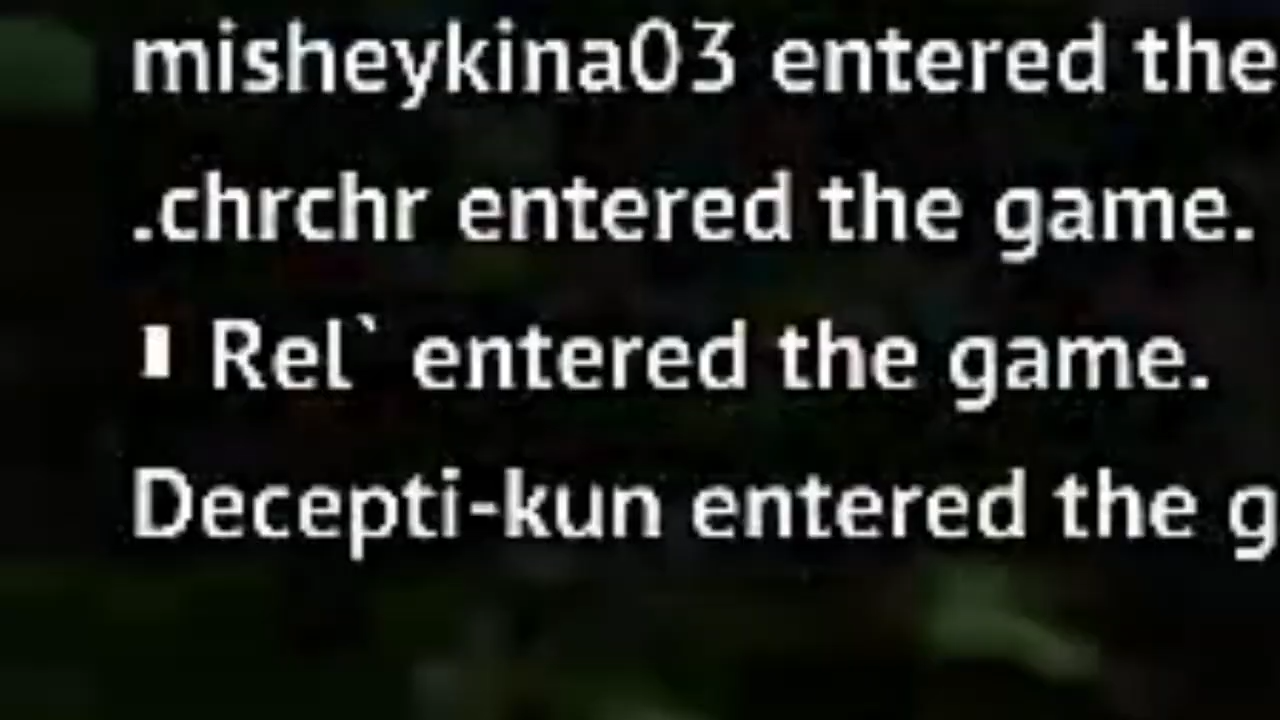 misheykina03 entered the
.chrchr entered the game.
▮ Rel` entered the game.
Decepti-kun entered the g